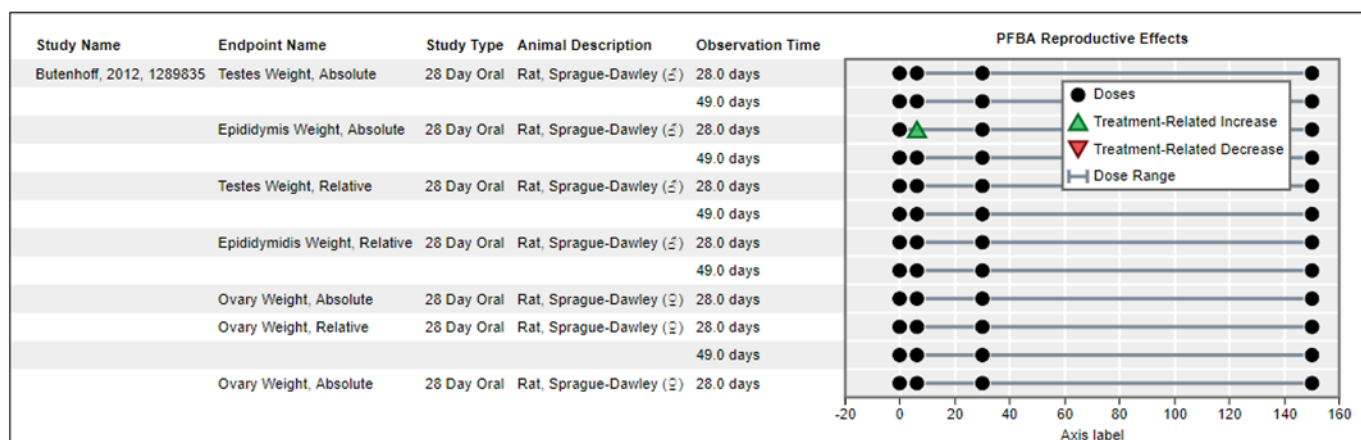 PFBA Reproductive Effects
Study Name Endpoint Name Study Type Animal Description Observation Time
Butenhoff, 2012, 1289835 Testes Weight, Absolute 28 Day Oral Rat, Sprague-Dawley (♂) 28.0 days
49.0 days
Epididymis Weight, Absolute 28 Day Oral Rat, Sprague-Dawley (♂) 28.0 days
49.0 days
Testes Weight, Relative 28 Day Oral Rat, Sprague-Dawley (♂) 28.0 days
49.0 days
Epididymidis Weight, Relative 28 Day Oral Rat, Sprague-Dawley (♂) 28.0 days
49.0 days
Ovary Weight, Absolute 28 Day Oral Rat, Sprague-Dawley (♀) 28.0 days
Ovary Weight, Relative 28 Day Oral Rat, Sprague-Dawley (♀) 28.0 days
49.0 days
Ovary Weight, Absolute 28 Day Oral Rat, Sprague-Dawley (♀) 28.0 days
Doses
Treatment-Related Increase
Treatment-Related Decrease
Dose Range
-20 0 20 40 60 80 100 120 140 160
Axis label